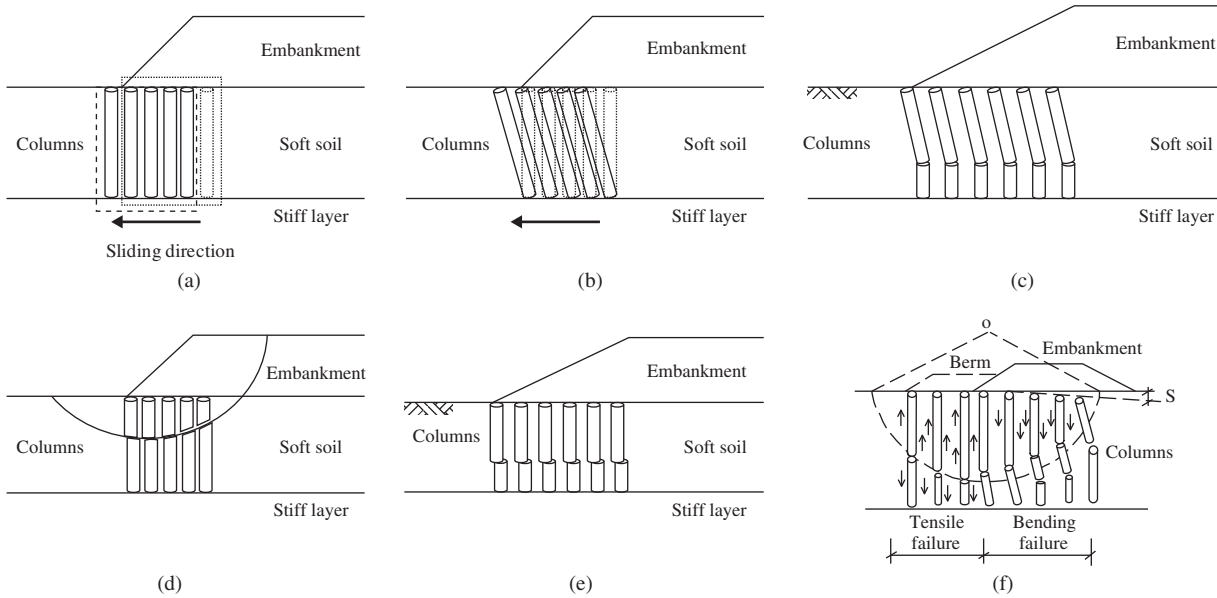 Embankment
Columns
Soft soil
Stiff layer
Sliding direction
(a)
Embankment
Columns
Soft soil
Stiff layer
(b)
Embankment
Columns
Soft soil
Stiff layer
(c)
Embankment
Columns
Soft soil
Stiff layer
(d)
Embankment
Columns
Soft soil
Stiff layer
(e)
o
Embankment
Berm
S
Columns
Tensile
failure
Bending
failure
(f)